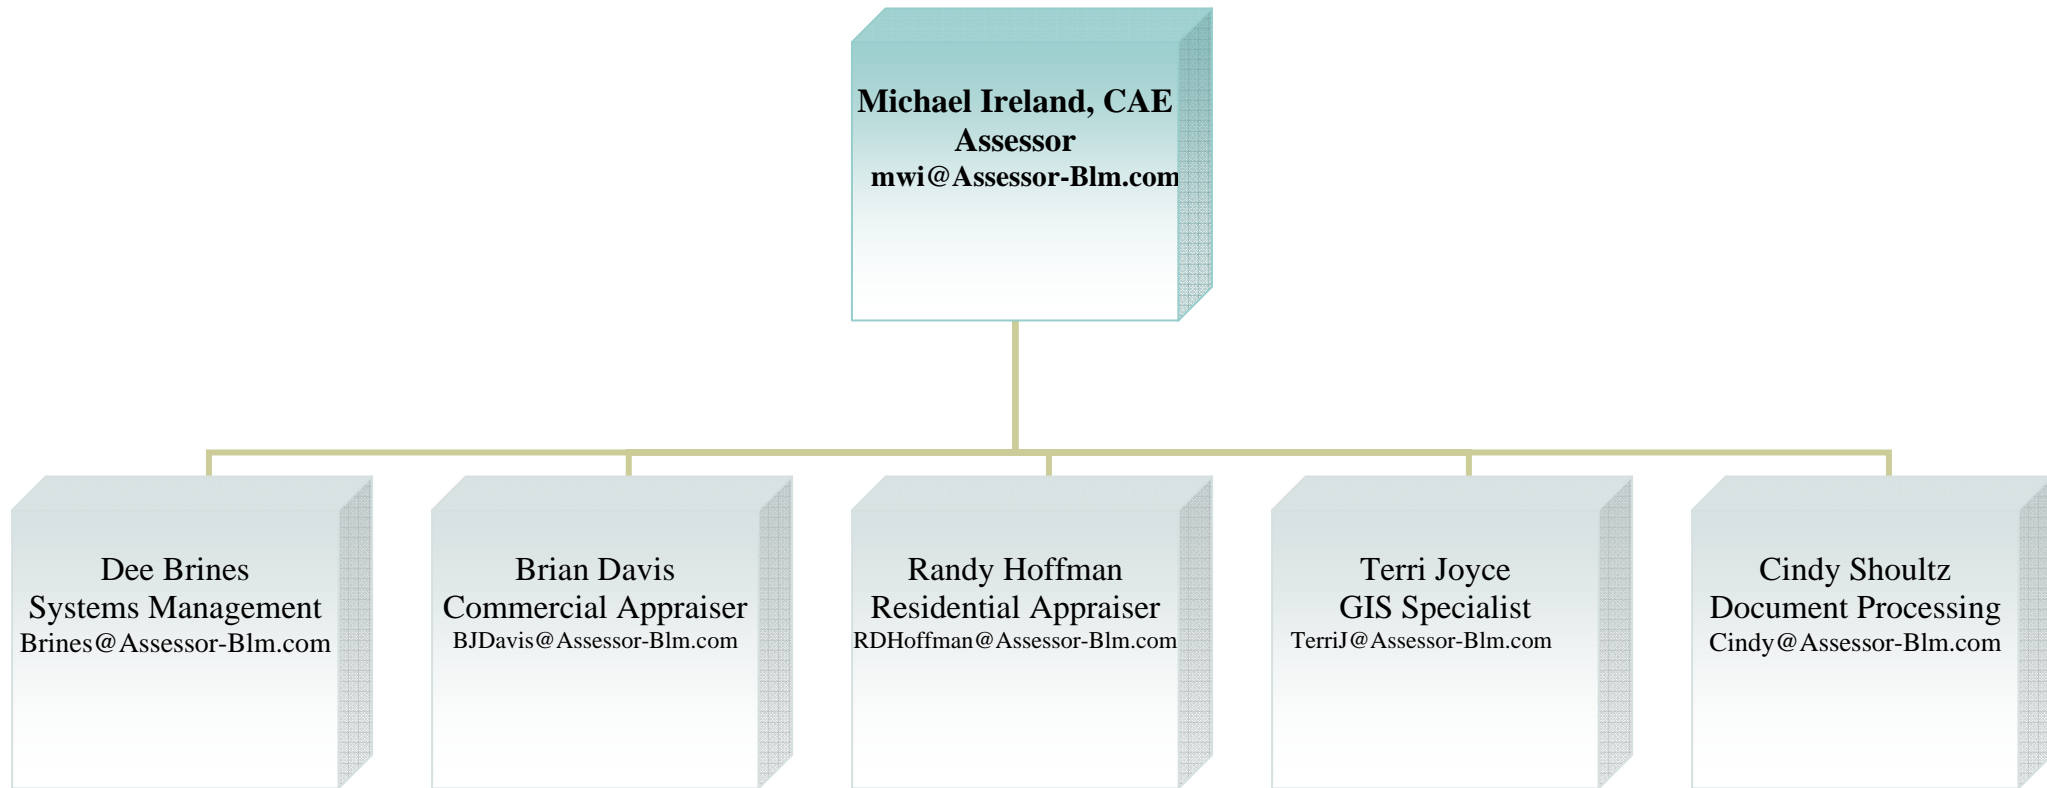 Michael Ireland, CAE
Assessor
mwi@Assessor-Blm.com
Dee Brines
Systems Management
Brines@Assessor-Blm.com
Brian Davis
Commercial Appraiser
BJDavis@Assessor-Blm.com
Randy Hoffman
Residential Appraiser
RDHoffman@Assessor-Blm.com
Terri Joyce
GIS Specialist
TerriJ@Assessor-Blm.com
Cindy Shoultz
Document Processing
Cindy@Assessor-Blm.com